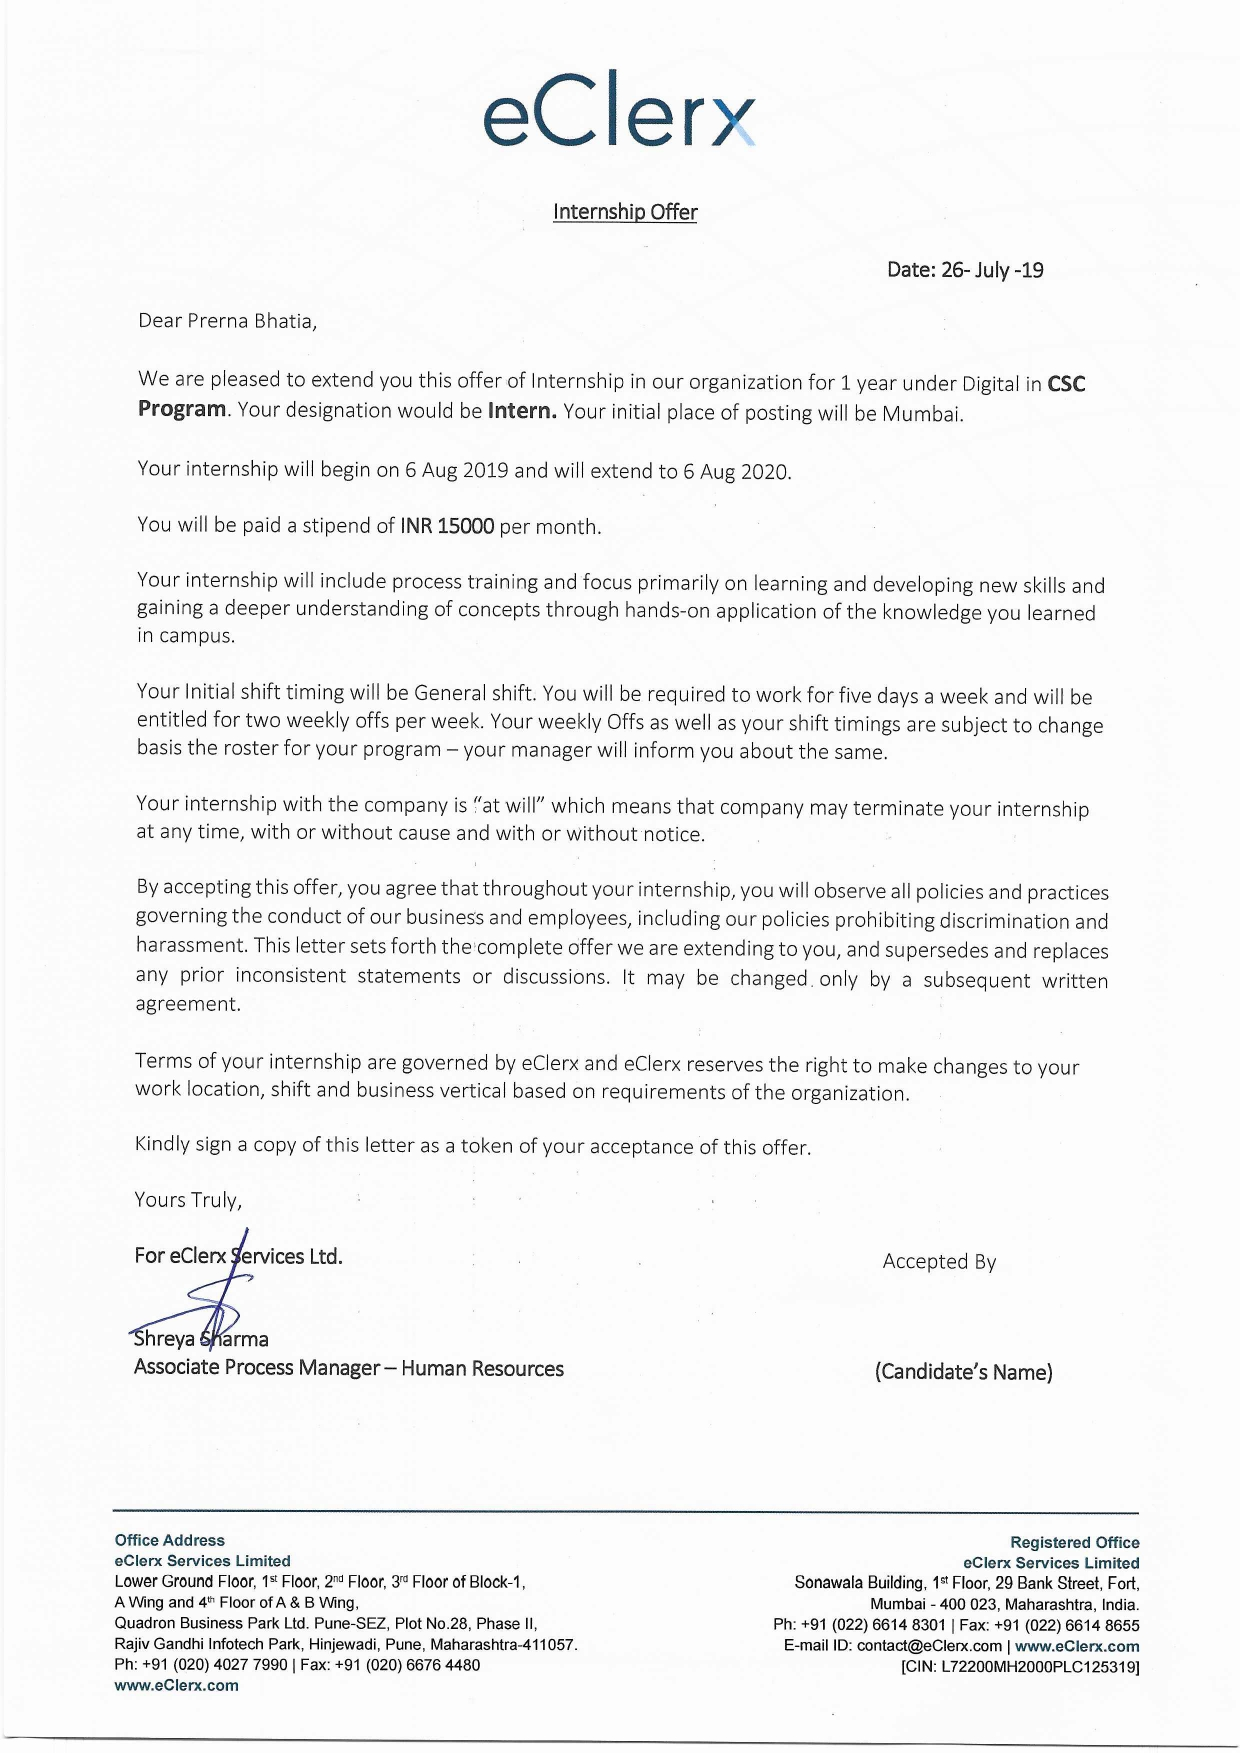 eClerx
Internship Offer
Date: 26- July -19
Dear Prerna Bhatia,
We are pleased to extend you this offer of Internship in our organization for 1 year under Digital in CSC
Program. Your designation would be Intern. Your initial place of posting will be Mumbai.
Your internship will begin on 6 Aug 2019 and will extend to 6 Aug 2020.
You will be paid a stipend of INR 15000 per month.
Your internship will include process training and focus primarily on learning and developing new skills and
gaining a deeper understanding of concepts through hands-on application of the knowledge you learned
in campus.
Your Initial shift timing will be General shift. You will be required to work for five days a week and will be
entitled for two weekly offs per week. Your weekly Offs as well as your shift timings are subject to change
basis the roster for your program – your manager will inform you about the same.
Your internship with the company is “at will” which means that company may terminate your internship
at any time, with or without cause and with or without notice.
By accepting this offer, you agree that throughout your internship, you will observe all policies and practices
governing the conduct of our business and employees, including our policies prohibiting discrimination and
harassment. This letter sets forth the complete offer we are extending to you, and supersedes and replaces
any prior inconsistent statements or discussions. It may be changed only by a subsequent written
agreement.
Terms of your internship are governed by eClerx and eClerx reserves the right to make changes to your
work location, shift and business vertical based on requirements of the organization.
Kindly sign a copy of this letter as a token of your acceptance of this offer.
Yours Truly,
For eClerx Services Ltd.
Accepted By
Shreya Sharma
Associate Process Manager – Human Resources
(Candidate’s Name)
Office Address
eClerx Services Limited
Lower Ground Floor, 1st Floor, 2nd Floor, 3rd Floor of Block-1,
A Wing and 4th Floor of A & B Wing,
Quadron Business Park Ltd. Pune-SEZ, Plot No.28, Phase II,
Rajiv Gandhi Infotech Park, Hinjewadi, Pune, Maharashtra-411057.
Ph: +91 (020) 4027 7990 | Fax: +91 (020) 6676 4480
www.eClerx.com
Registered Office
eClerx Services Limited
Sonawala Building, 1st Floor, 29 Bank Street, Fort,
Mumbai - 400 023, Maharashtra, India.
Ph: +91 (022) 6614 8301 | Fax: +91 (022) 6614 8655
E-mail ID: contact@eClerx.com | www.eClerx.com
[CIN: L72200MH2000PLC125319]